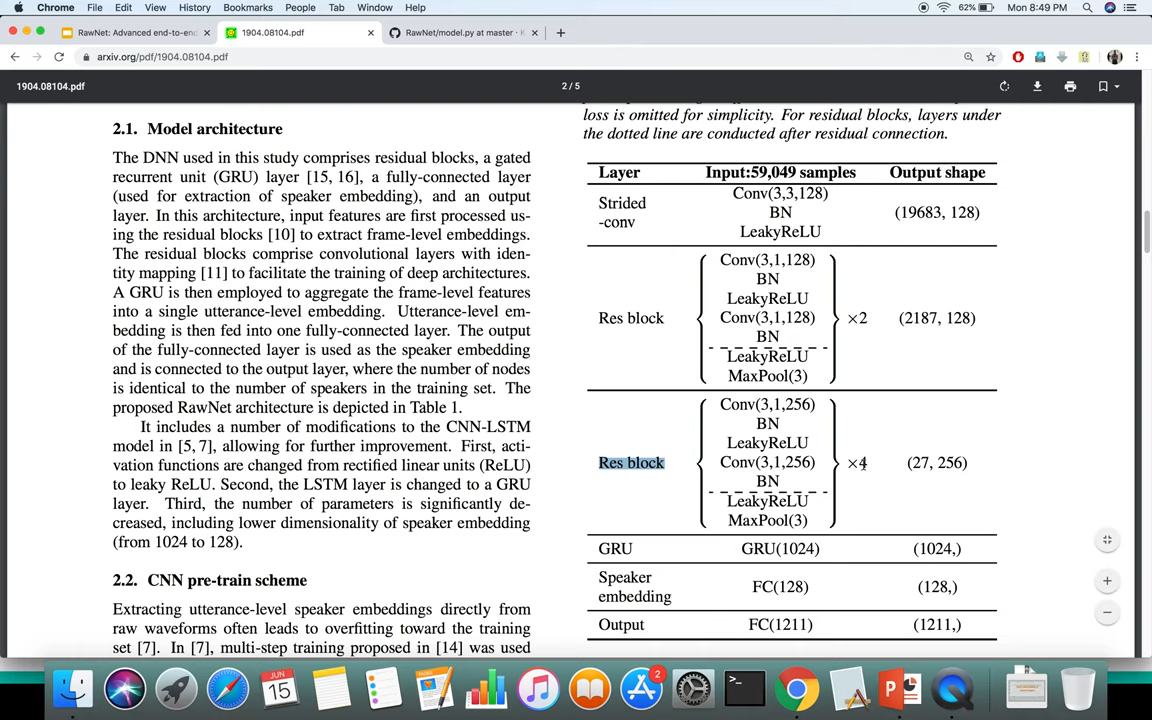 Chrome File Edit View History Bookmarks People Tab Window Help 62% Mon 8:49 PM
RawNet: Advanced end-to-en × 1904.08104.pdf × RawNet/model.py at master · K × +
arxiv.org/pdf/1904.08104.pdf
1904.08104.pdf 2 / 5
2.1. Model architecture
The DNN used in this study comprises residual blocks, a gated
recurrent unit (GRU) layer [15, 16], a fully-connected layer
(used for extraction of speaker embedding), and an output
layer. In this architecture, input features are first processed us-
ing the residual blocks [10] to extract frame-level embeddings.
The residual blocks comprise convolutional layers with iden-
tity mapping [11] to facilitate the training of deep architectures.
A GRU is then employed to aggregate the frame-level features
into a single utterance-level embedding. Utterance-level em-
bedding is then fed into one fully-connected layer. The output
of the fully-connected layer is used as the speaker embedding
and is connected to the output layer, where the number of nodes
is identical to the number of speakers in the training set. The
proposed RawNet architecture is depicted in Table 1.
It includes a number of modifications to the CNN-LSTM
model in [5, 7], allowing for further improvement. First, acti-
vation functions are changed from rectified linear units (ReLU)
to leaky ReLU. Second, the LSTM layer is changed to a GRU
layer. Third, the number of parameters is significantly de-
creased, including lower dimensionality of speaker embedding
(from 1024 to 128).
2.2. CNN pre-train scheme
Extracting utterance-level speaker embeddings directly from
raw waveforms often leads to overfitting toward the training
set [7]. In [7], multi-step training proposed in [14] was used
loss is omitted for simplicity. For residual blocks, layers under
the dotted line are conducted after residual connection.
Layer Input:59,049 samples Output shape
Strided
-conv
Conv(3,3,128)
BN
LeakyReLU
(19683, 128)
Res block
Conv(3,1,128)
BN
LeakyReLU
Conv(3,1,128)
BN
LeakyReLU
MaxPool(3)
×2
(2187, 128)
Res block
Conv(3,1,256)
BN
LeakyReLU
Conv(3,1,256)
BN
LeakyReLU
MaxPool(3)
×4
(27, 256)
GRU GRU(1024) (1024,)
Speaker
embedding
FC(128) (128,)
Output FC(1211) (1211,)
JUN
15
2